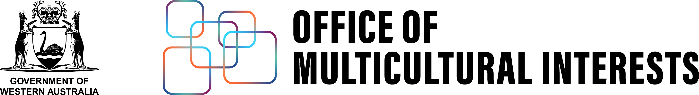 GOVERNMENT OF
WESTERN AUSTRALIA
OFFICE OF
MULTICULTURAL INTERESTS